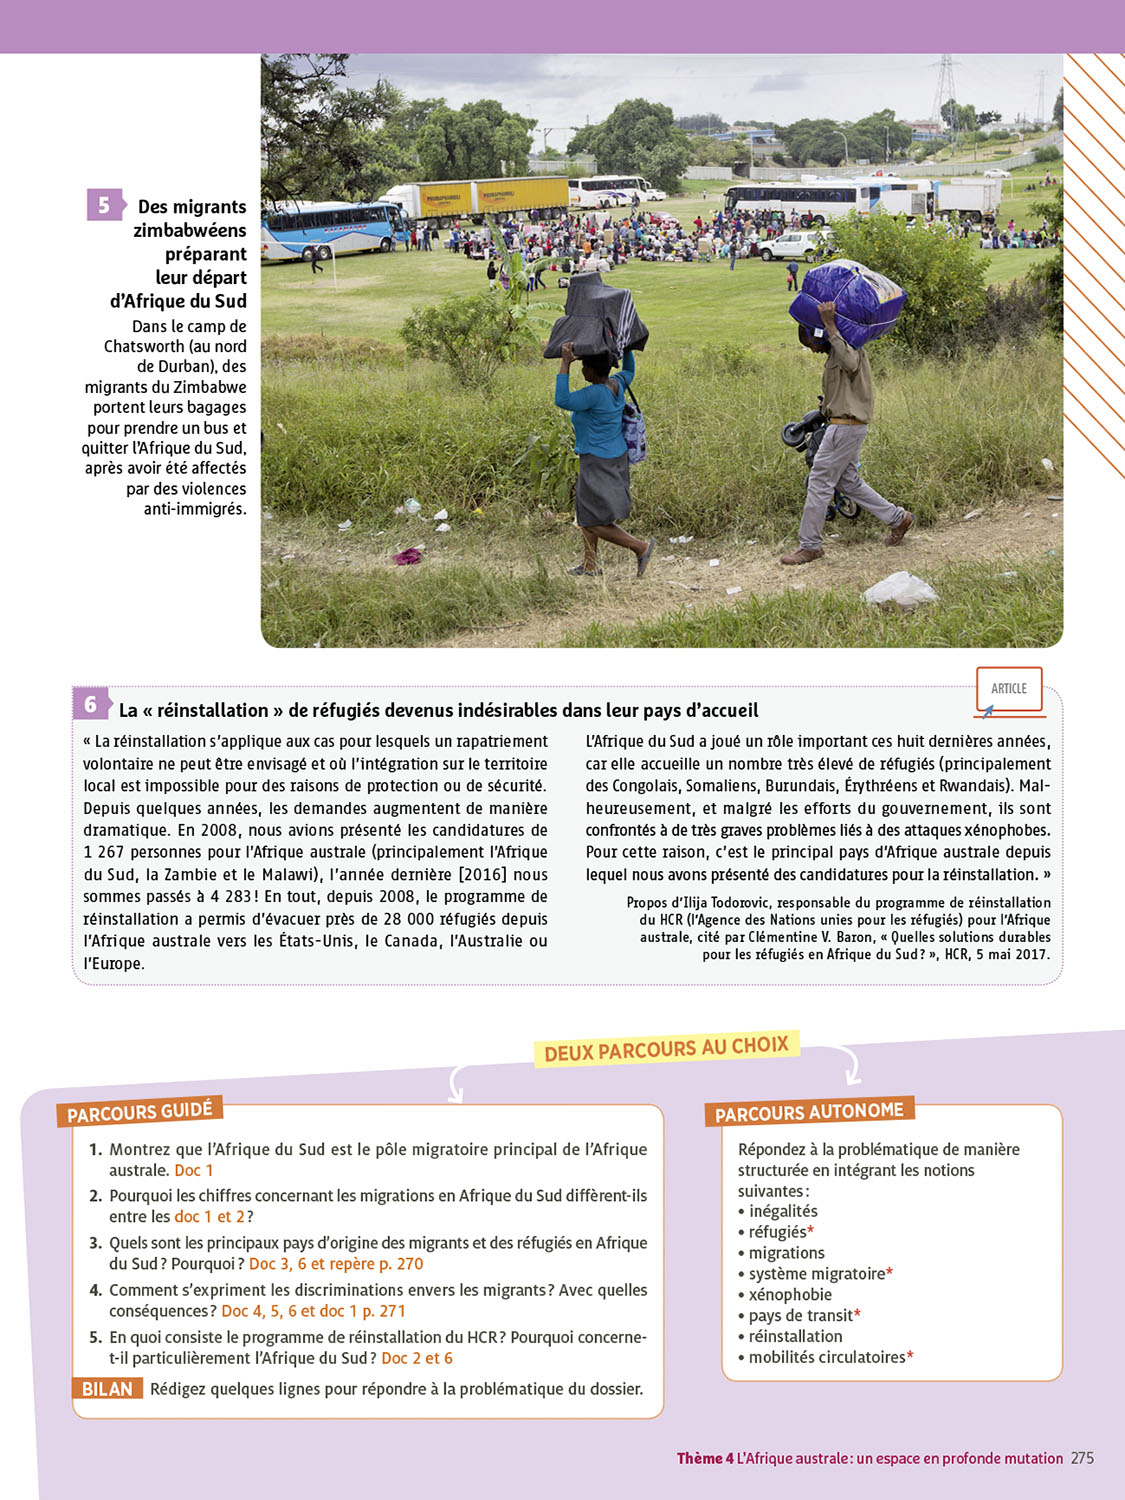 5 Des migrants
zimbabwéens
préparant
leur départ
d'Afrique du Sud
Dans le camp de
Chatsworth (au nord
de Durban), des
migrants du Zimbabwe
portent leurs bagages
pour prendre un bus et
quitter l'Afrique du Sud,
après avoir été affectés
par des violences
anti-immigrés.
ARTICLE
6 La « réinstallation » de réfugiés devenus indésirables dans leur pays d'accueil
« La réinstallation s'applique aux cas pour lesquels un rapatriement
volontaire ne peut être envisagé et où l'intégration sur le territoire
local est impossible pour des raisons de protection ou de sécurité.
Depuis quelques années, les demandes augmentent de manière
dramatique. En 2008, nous avions présenté les candidatures de
1 267 personnes pour l'Afrique australe (principalement l'Afrique
du Sud, la Zambie et le Malawi), l'année dernière [2016] nous
sommes passés à 4 283 ! En tout, depuis 2008, le programme de
réinstallation a permis d'évacuer près de 28 000 réfugiés depuis
l'Afrique australe vers les États-Unis, le Canada, l'Australie ou
l'Europe.
L'Afrique du Sud a joué un rôle important ces huit dernières années,
car elle accueille un nombre très élevé de réfugiés (principalement
des Congolais, Somaliens, Burundais, Érythréens et Rwandais). Mal-
heureusement, et malgré les efforts du gouvernement, ils sont
confrontés à de très graves problèmes liés à des attaques xénophobes.
Pour cette raison, c'est le principal pays d'Afrique australe depuis
lequel nous avons présenté des candidatures pour la réinstallation. »
Propos d'Ilija Todorovic, responsable du programme de réinstallation
du HCR (l'Agence des Nations unies pour les réfugiés) pour l'Afrique
australe, cité par Clémentine V. Baron, « Quelles solutions durables
pour les réfugiés en Afrique du Sud ? », HCR, 5 mai 2017.
DEUX PARCOURS AU CHOIX
PARCOURS GUIDÉ
1. Montrez que l'Afrique du Sud est le pôle migratoire principal de l'Afrique
australe. Doc 1
2. Pourquoi les chiffres concernant les migrations en Afrique du Sud diffèrent-ils
entre les doc 1 et 2 ?
3. Quels sont les principaux pays d'origine des migrants et des réfugiés en Afrique
du Sud ? Pourquoi ? Doc 3, 6 et repère p. 270
4. Comment s'expriment les discriminations envers les migrants ? Avec quelles
conséquences ? Doc 4, 5, 6 et doc 1 p. 271
5. En quoi consiste le programme de réinstallation du HCR ? Pourquoi concerne-
t-il particulièrement l'Afrique du Sud ? Doc 2 et 6
BILAN Rédigez quelques lignes pour répondre à la problématique du dossier.
PARCOURS AUTONOME
Répondez à la problématique de manière
structurée en intégrant les notions
suivantes :
• inégalités
• réfugiés*
• migrations
• système migratoire*
• xénophobie
• pays de transit*
• réinstallation
• mobilités circulatoires*
Thème 4 L'Afrique australe : un espace en profonde mutation 275